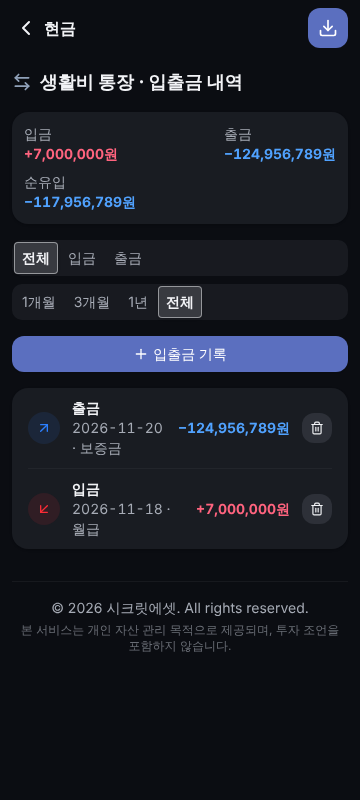 현금
생활비 통장 · 입출금 내역
입금 출금
+7,000,000원 −124,956,789원
순유입
−117,956,789원
전체 입금 출금
1개월 3개월 1년 전체
+ 입출금 기록
출금
2026-11-20 −124,956,789원
· 보증금
입금
2026-11-18 · +7,000,000원
월급
© 2026 시크릿에셋. All rights reserved.
본 서비스는 개인 자산 관리 목적으로 제공되며, 투자 조언을
포함하지 않습니다.